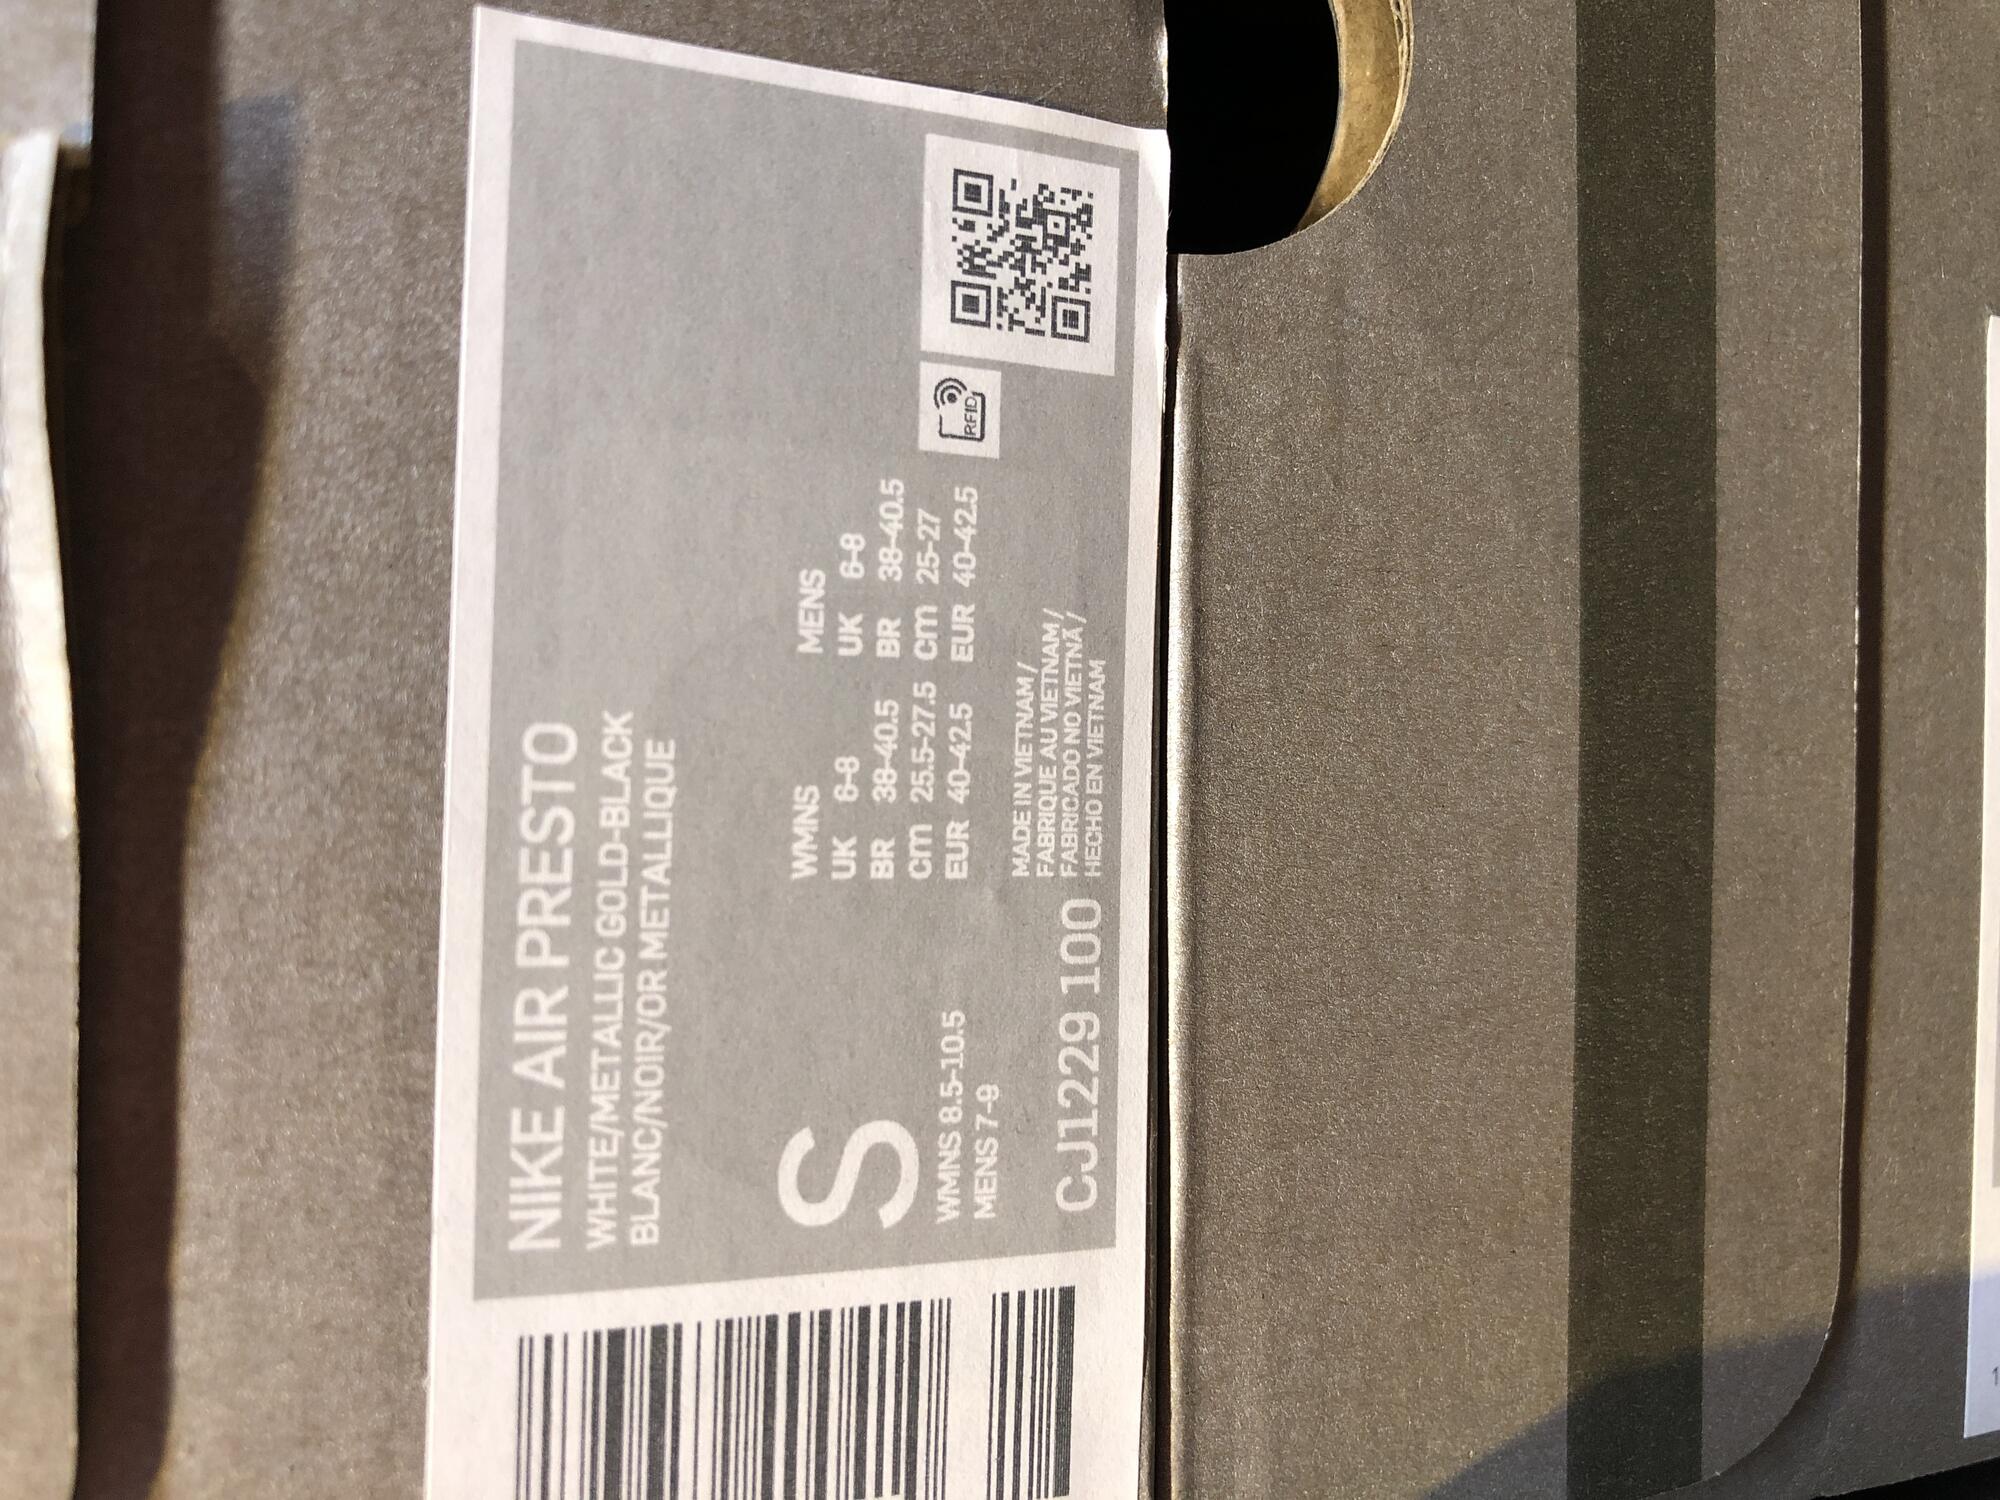 NIKE AIR PRESTO
WHITE/METALLIC GOLD-BLACK
BLANC/NOIR/OR METALLIQUE
S
WMNS 8.5-10.5
MENS 7-9
CJ1229 100
WMNS
UK 6-8
BR 38-40.5
cm 25.5-27.5
EUR 40-42.5
MENS
UK 6-8
BR 38-40.5
cm 25-27
EUR 40-42.5
MADE IN VIETNAM /
FABRIQUE AU VIETNAM /
FABRICADO NO VIETNÃ /
HECHO EN VIETNAM
RFID